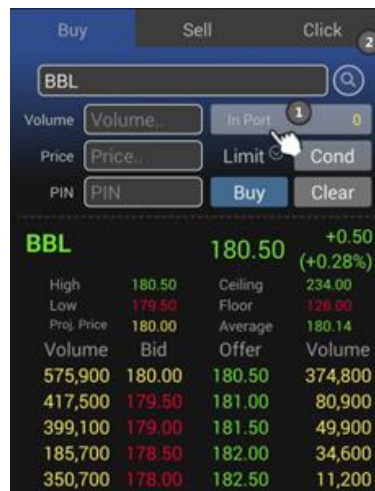 Buy Sell Click 2
BBL
Volume Volume.. In Port 1 0
Price Price.. Limit Cond
PIN PIN Buy Clear
BBL 180.50 +0.50
(+0.28%)
High 180.50 Ceiling 234.00
Low 179.50 Floor 126.00
Proj. Price 180.00 Average 180.14
Volume Bid Offer Volume
575,900 180.00 180.50 374,800
417,500 179.50 181.00 80,900
399,100 179.00 181.50 49,900
185,700 178.50 182.00 34,600
350,700 178.00 182.50 11,200